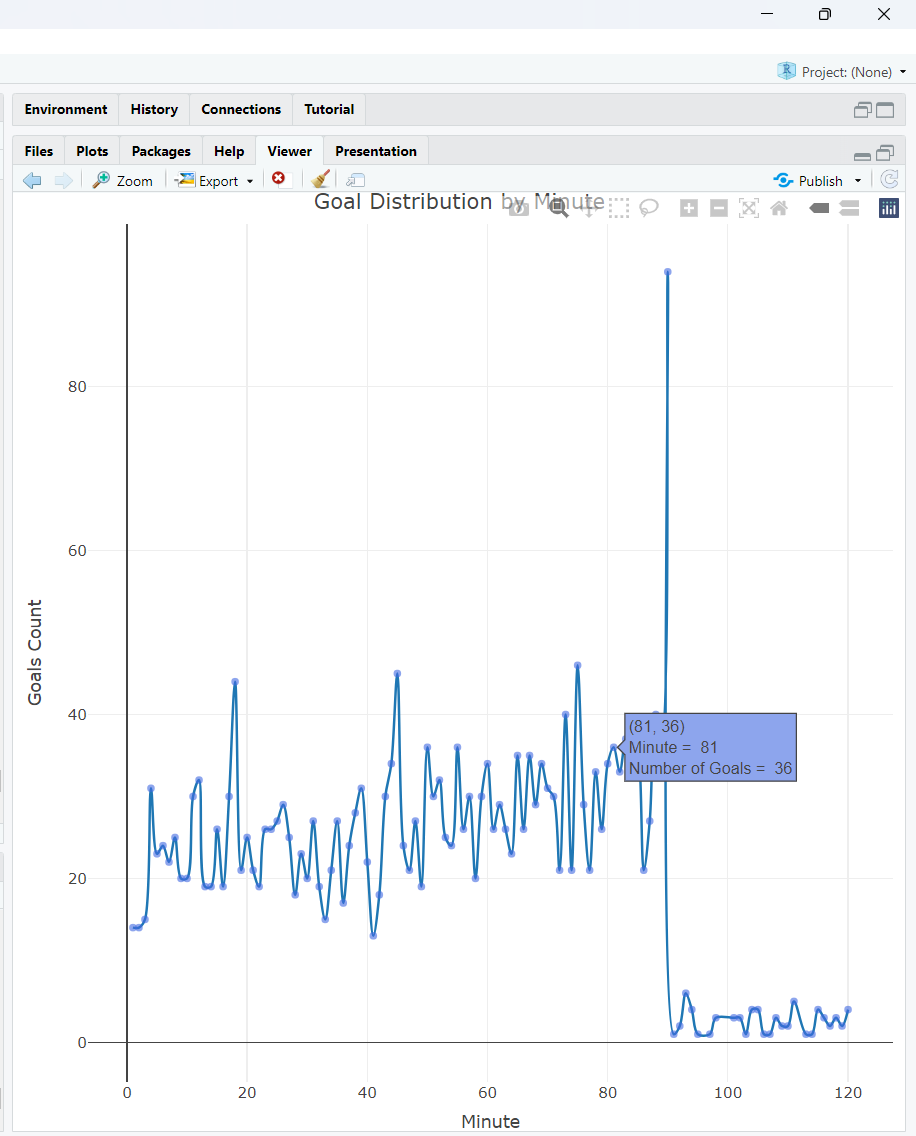 Project: (None)
Environment History Connections Tutorial
Files Plots Packages Help Viewer Presentation
Zoom Export Publish
Goal Distribution by Minute
80
60
40
20
0
Goals Count
(81, 36)
Minute = 81
Number of Goals = 36
0 20 40 60 80 100 120
Minute